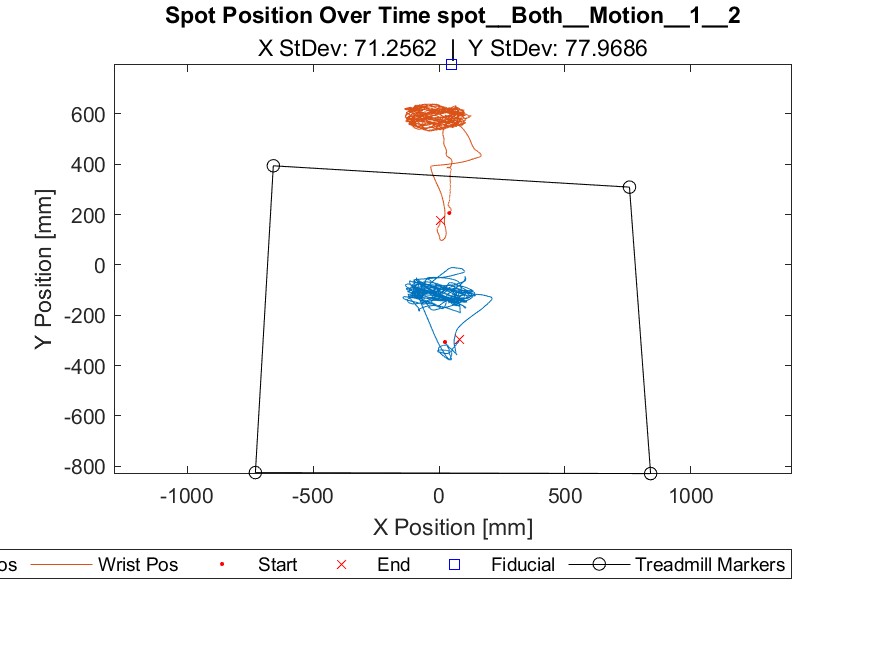 Spot Position Over Time spot__Both__Motion__1__2
X StDev: 71.2562 | Y StDev: 77.9686
600
400
200
0
-200
-400
-600
-800
Y Position [mm]
-1000 -500 0 500 1000
X Position [mm]
os Wrist Pos Start End Fiducial Treadmill Markers